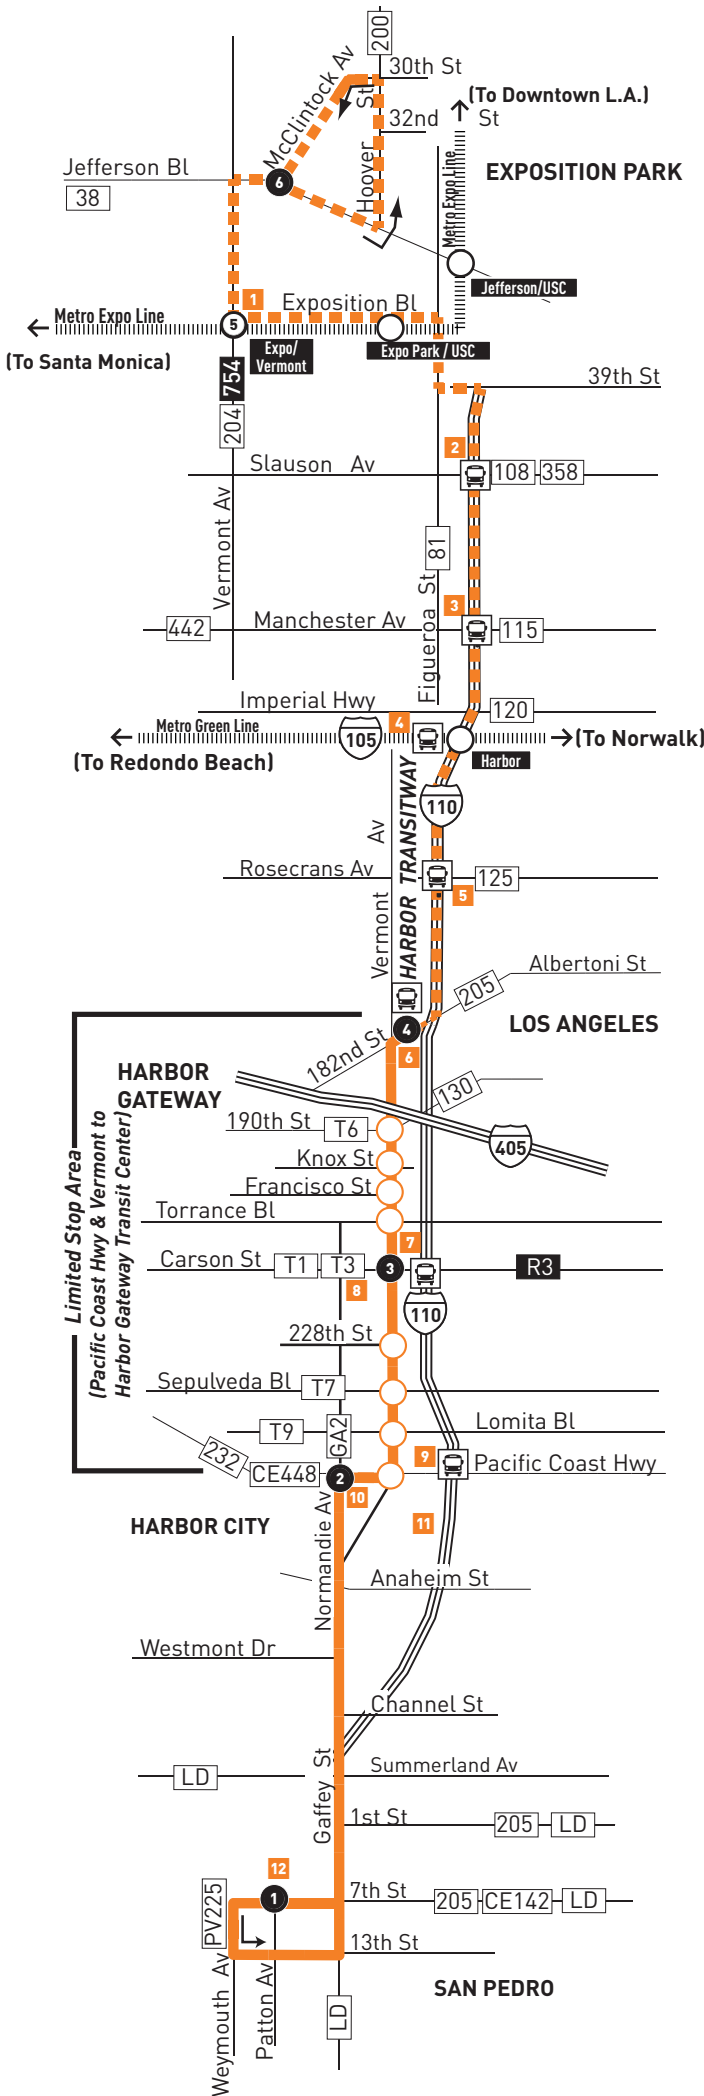 200
McClintock Av
30th St
(To Downtown L.A.)
32nd St
Hoover St
Jefferson Bl
38
6
EXPOSITION PARK
Metro Expo Line
Jefferson/USC
1
Exposition Bl
Metro Expo Line
5
(To Santa Monica)
Expo/
Vermont
Expo Park / USC
754
39th St
204
2
Slauson Av
108
358
Vermont Av
81
Figueroa St
3
442
Manchester Av
115
Imperial Hwy
120
4
Metro Green Line
105
(To Redondo Beach)
(To Norwalk)
Harbor
110
HARBOR TRANSITWAY
Vermont Av
Rosecrans Av
125
5
Albertoni St
205
4
LOS ANGELES
182nd St
6
HARBOR
GATEWAY
130
190th St
T6
405
Knox St
Francisco St
Torrance Bl
Limited Stop Area
(Pacific Coast Hwy & Vermont to
Harbor Gateway Transit Center)
7
Carson St
T1
T3
3
R3
8
110
228th St
Sepulveda Bl
T7
T9
GA2
Lomita Bl
232
CE448
2
9
Pacific Coast Hwy
10
11
HARBOR CITY
Normandie Av
Anaheim St
Westmont Dr
Channel St
Gaffey St
LD
Summerland Av
1st St
205
LD
12
PV225
1
7th St
205
CE142
LD
13th St
Weymouth Av
Patton Av
SAN PEDRO
LD